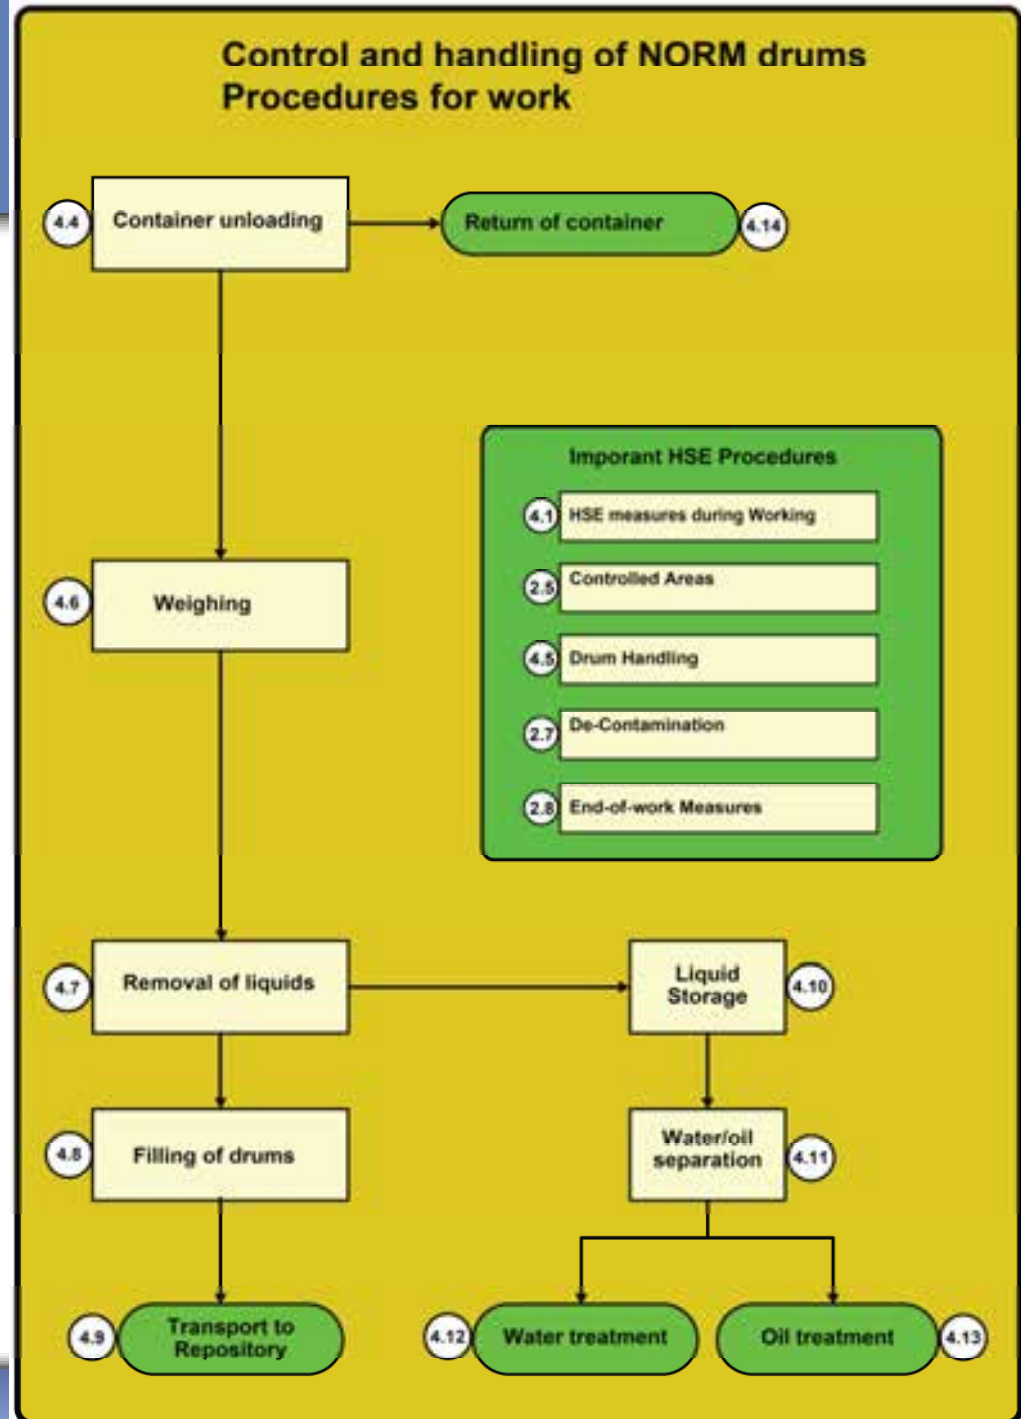 Control and handling of NORM drums
Procedures for work
4.4
Container unloading
Return of container
4.14
Imporant HSE Procedures
4.1
HSE measures during Working
2.5
Controlled Areas
4.6
Weighing
4.5
Drum Handling
2.7
De-Contamination
2.8
End-of-work Measures
4.7
Removal of liquids
Liquid
Storage
4.10
4.8
Filling of drums
Water/oil
separation
4.11
4.9
Transport to
Repository
4.12
Water treatment
Oil treatment
4.13